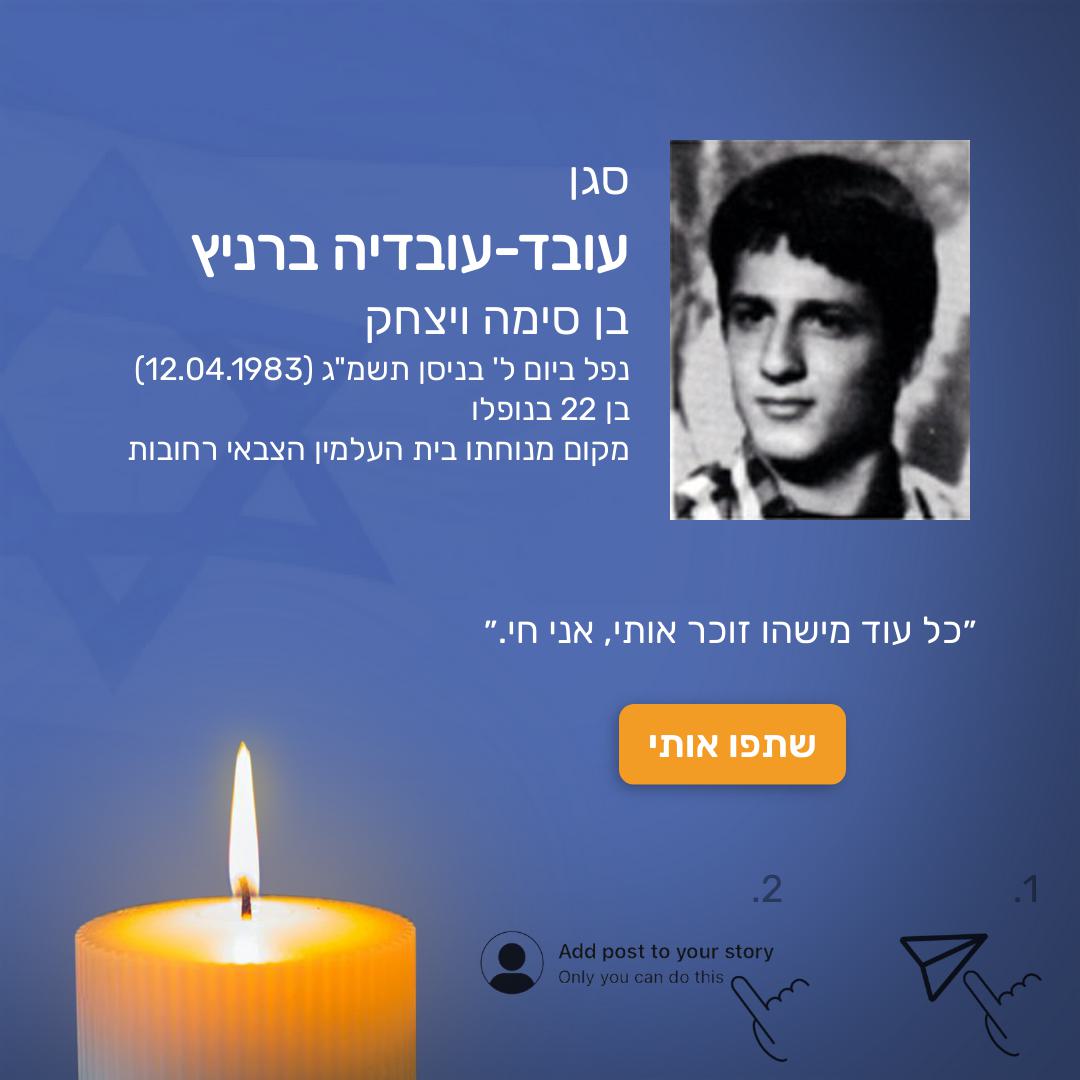 סגן
עובד-עובדיה ברניץ
בן סימה ויצחק
נפל ביום ל' בניסן תשמ"ג (12.04.1983)
בן 22 בנופלו
מקום מנוחתו בית העלמין הצבאי רחובות
״כל עוד מישהו זוכר אותי, אני חי.״
שתפו אותי
.1
.2
Add post to your story
Only you can do this